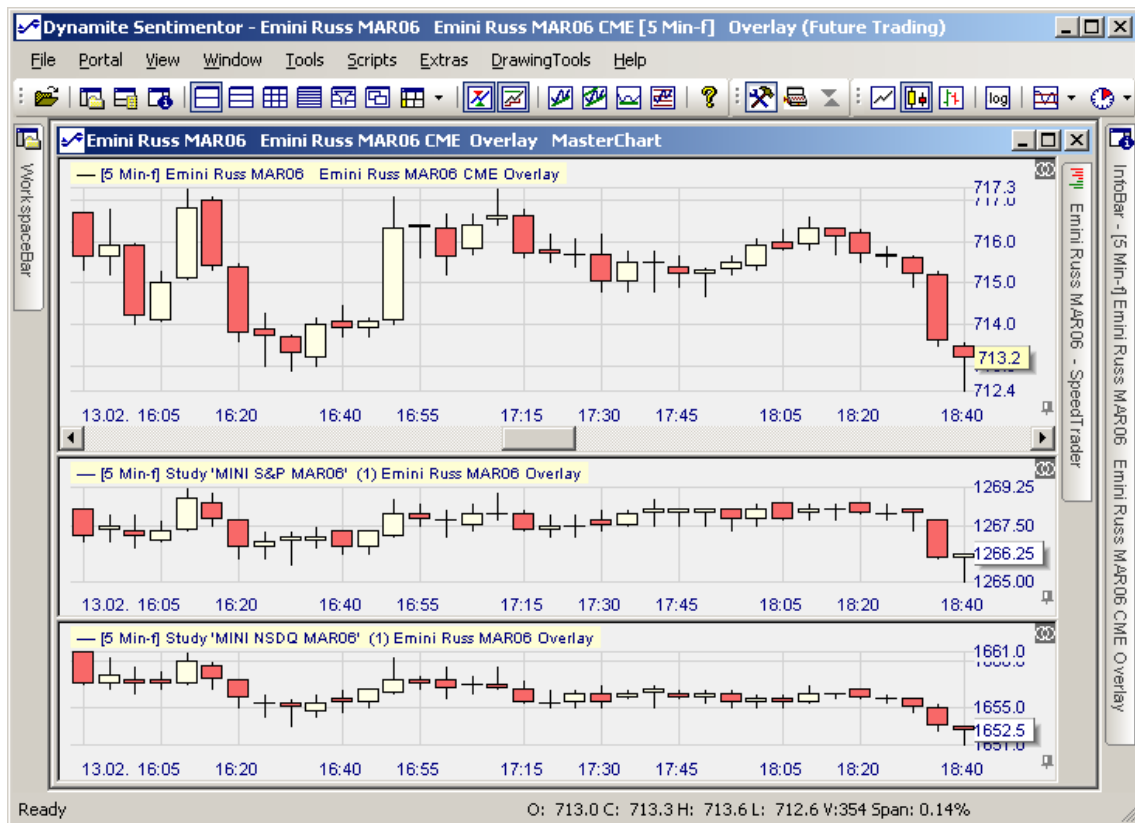 Dynamite Sentimentor - Emini Russ MAR06 Emini Russ MAR06 CME [5 Min-f] Overlay (Future Trading)
File Portal View Window Tools Scripts Extras DrawingTools Help
log
WorkspaceBar
Emini Russ MAR06 Emini Russ MAR06 CME Overlay MasterChart
[5 Min-f] Emini Russ MAR06 Emini Russ MAR06 CME Overlay
717.3
717.0
716.0
715.0
714.0
713.2
712.4
13.02. 16:05 16:20 16:40 16:55 17:15 17:30 17:45 18:05 18:20 18:40
[5 Min-f] Study 'MINI S&P MAR06' (1) Emini Russ MAR06 Overlay
1269.25
1267.50
1266.25
1265.00
13.02. 16:05 16:20 16:40 16:55 17:15 17:30 17:45 18:05 18:20 18:40
[5 Min-f] Study 'MINI NSDQ MAR06' (1) Emini Russ MAR06 Overlay
1661.0
1655.0
1652.5
1651.0
13.02. 16:05 16:20 16:40 16:55 17:15 17:30 17:45 18:05 18:20 18:40
Emini Russ MAR06 - SpeedTrader
InfoBar - [5 Min-f] Emini Russ MAR06 Emini Russ MAR06 CME Overlay
Ready
O: 713.0 C: 713.3 H: 713.6 L: 712.6 V:354 Span: 0.14%